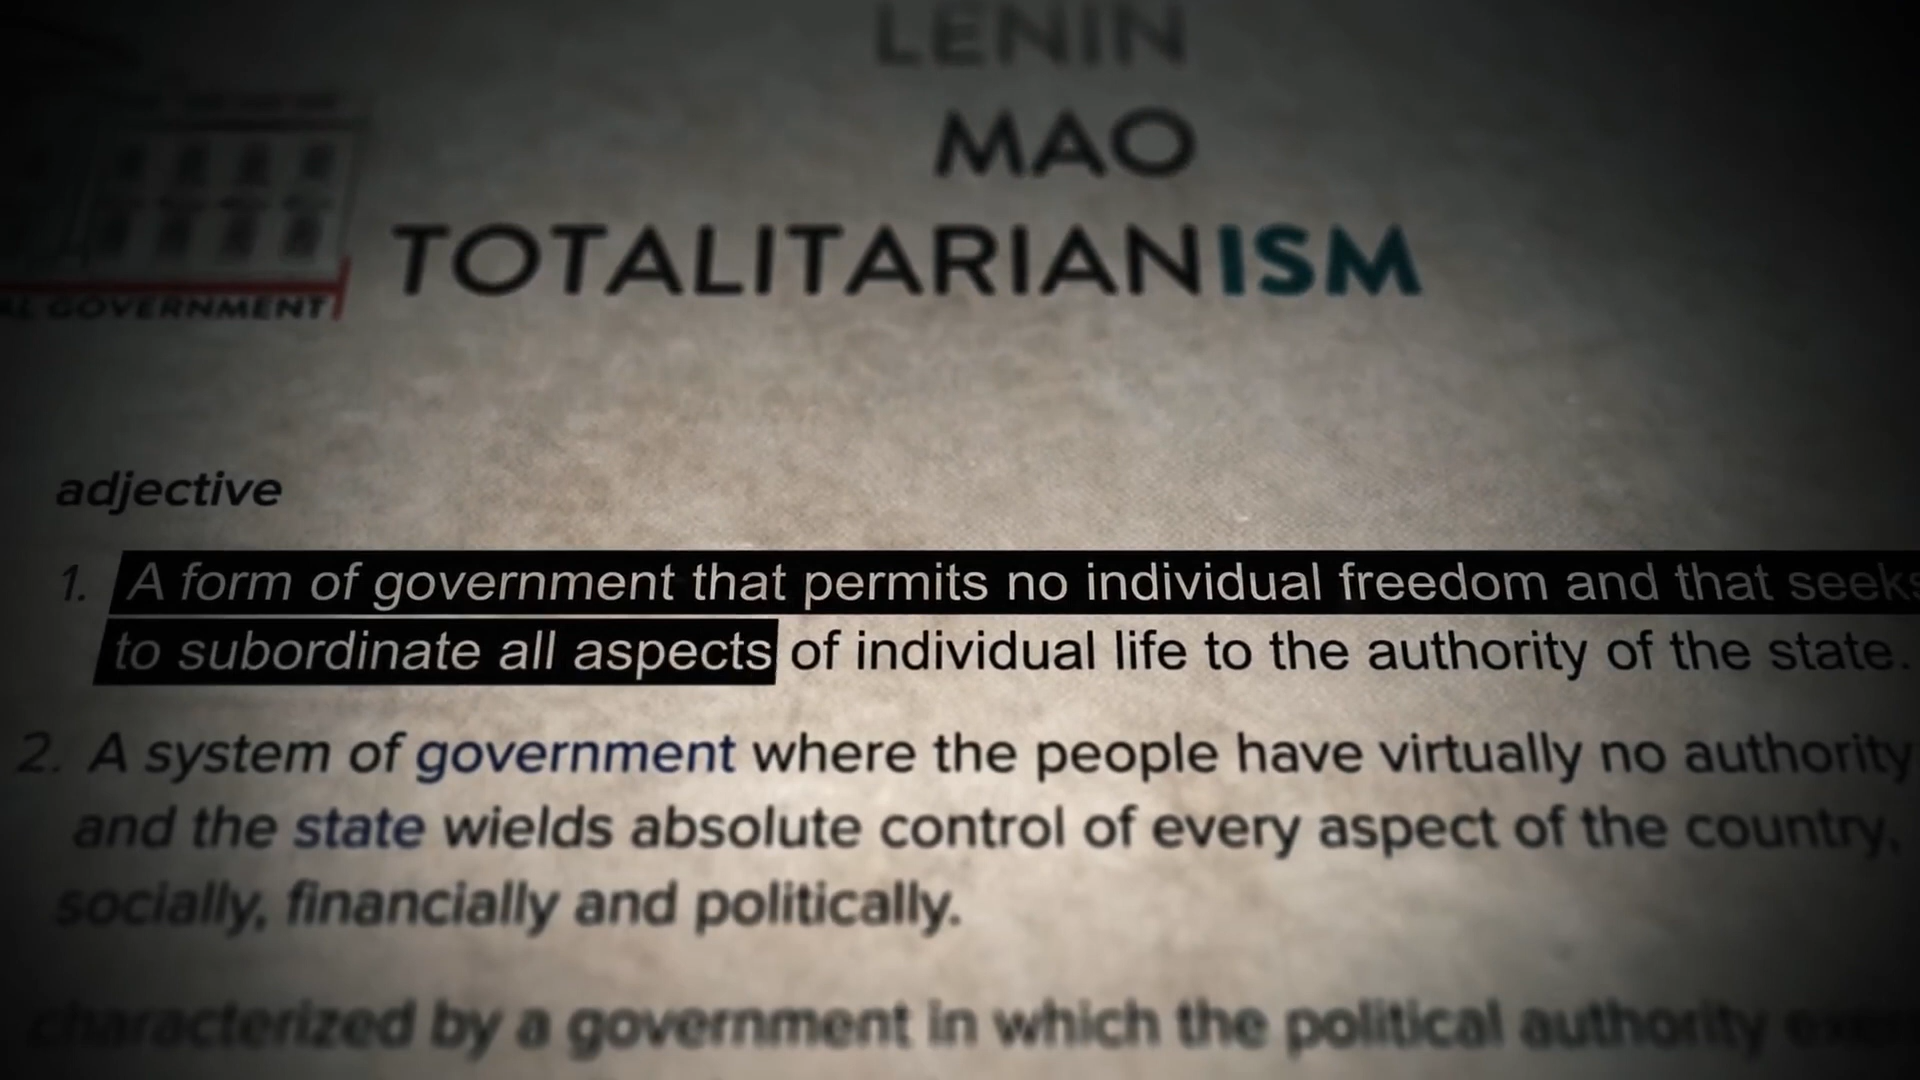 LENIN
MAO
TOTALITARIANISM
GOVERNMENT
adjective
1. A form of government that permits no individual freedom and that seeks
to subordinate all aspects of individual life to the authority of the state.
2. A system of government where the people have virtually no authority
and the state wields absolute control of every aspect of the country,
socially, financially and politically.
characterized by a government in which the political authority